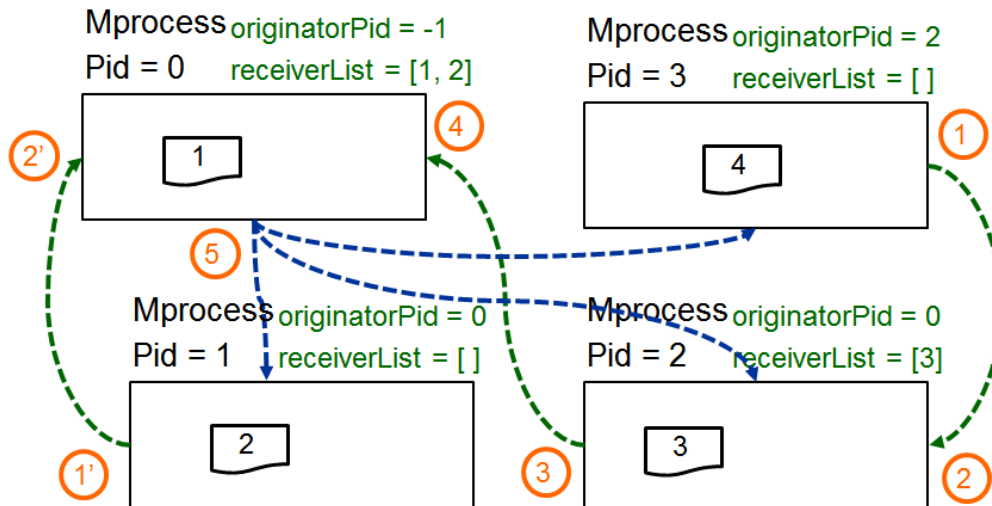 Mprocess originatorPid = -1
Pid = 0 receiverList = [1, 2]
Mprocess originatorPid = 2
Pid = 3 receiverList = [ ]
2’
1
4
4
1
5
Mprocess originatorPid = 0
Pid = 1 receiverList = [ ]
Mprocess originatorPid = 0
Pid = 2 receiverList = [3]
1’
2
3
3
2